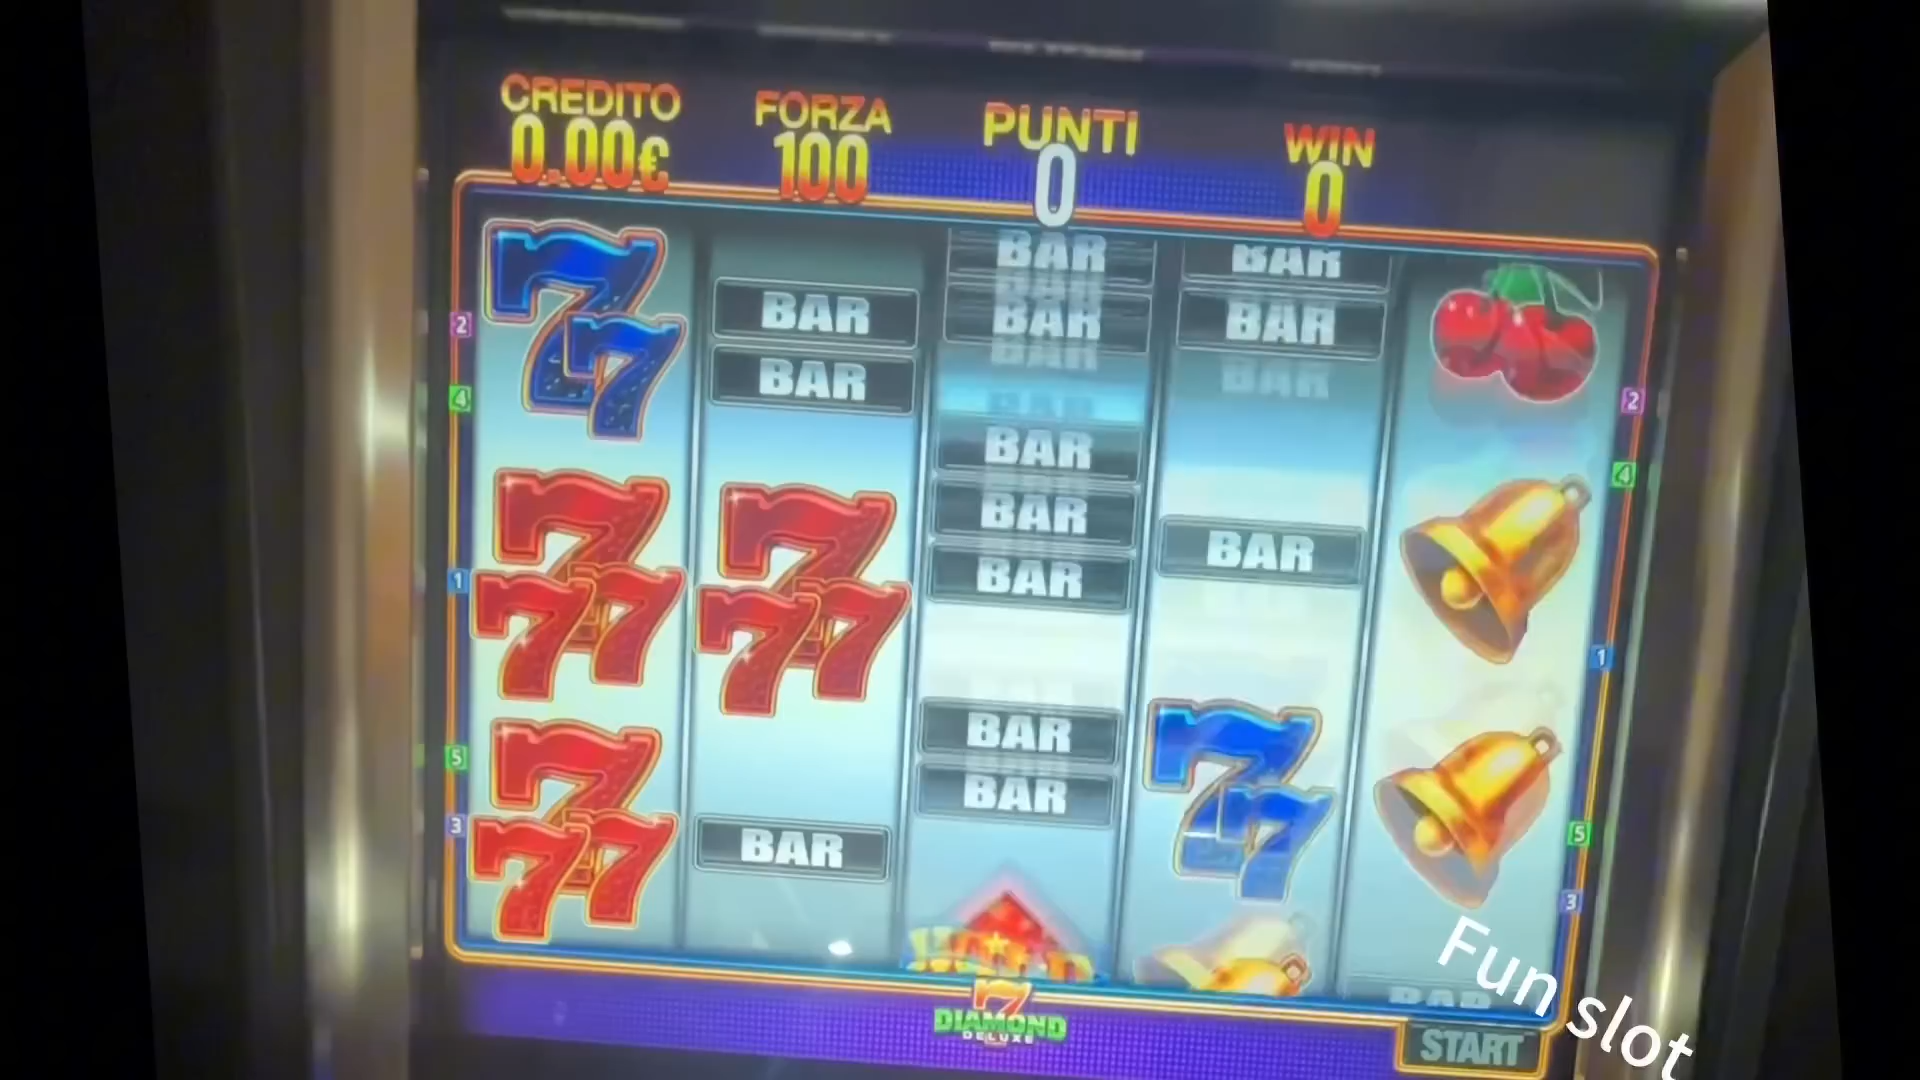 CREDITO FORZA PUNTI WIN
0.00€ 100 0 0
BAR BAR
BAR BAR BAR
BAR
2 BAR 2
4 BAR 4
BAR
BAR BAR
1 1
BAR
BAR
5 5
3 BAR 3
7 DIAMOND
DELUXE
START
Fun slot